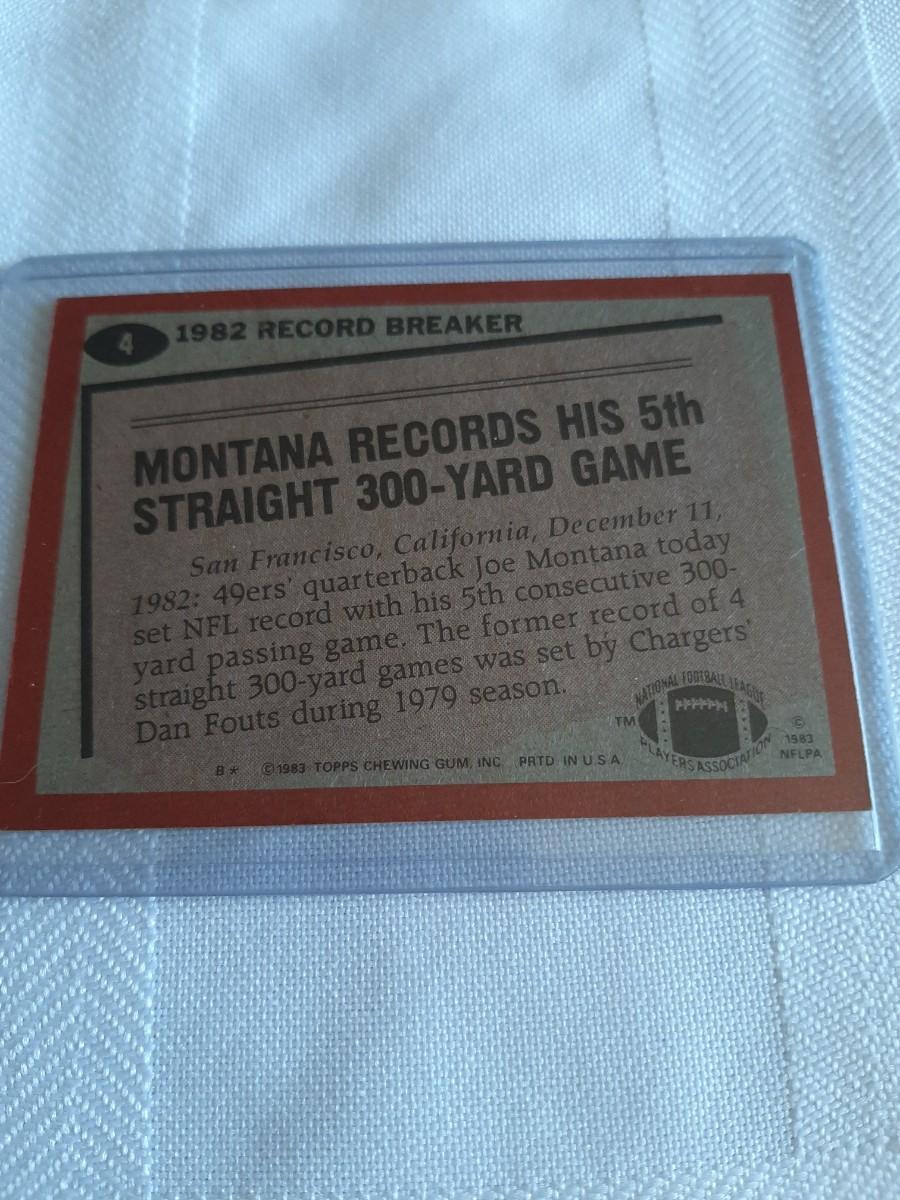 4 1982 RECORD BREAKER
MONTANA RECORDS HIS 5th
STRAIGHT 300-YARD GAME
San Francisco, California, December 11,
1982: 49ers' quarterback Joe Montana today
set NFL record with his 5th consecutive 300-
yard passing game. The former record of 4
straight 300-yard games was set by Chargers'
Dan Fouts during 1979 season.
NATIONAL FOOTBALL LEAGUE
TM
PLAYERS ASSOCIATION
©
1983
NFLPA
B* ©1983 TOPPS CHEWING GUM, INC. PRTD. IN U.S.A.